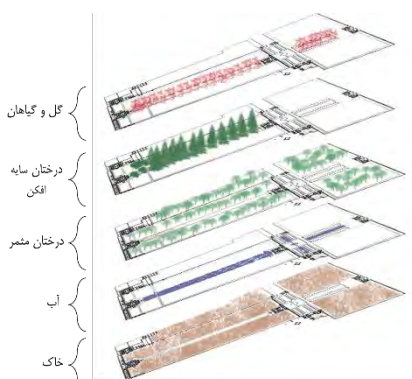 گل و گیاهان
درختان سایه
افکن
درختان مثمر
آب
خاک